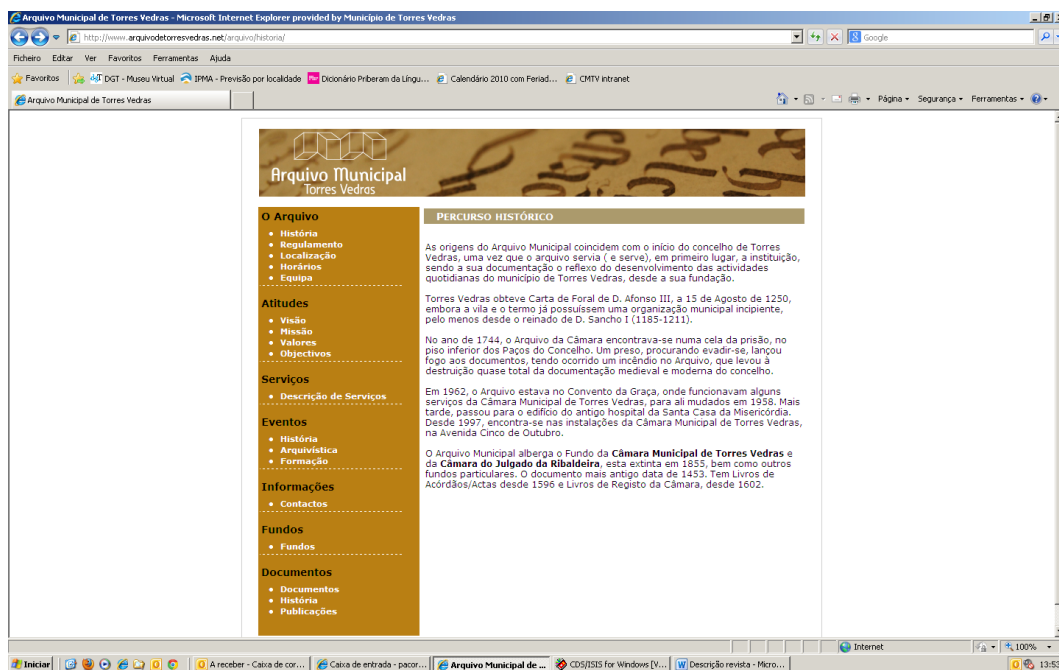 Arquivo Municipal de Torres Vedras - Microsoft Internet Explorer provided by Município de Torres Vedras
http://www.arquivodetorresvedras.net/arquivo/historia/
Google
Ficheiro Editar Ver Favoritos Ferramentas Ajuda
Favoritos DGT - Museu Virtual IPMA - Previsão por localidade Dicionário Priberam da Língu... Calendário 2010 com Feriad... CMTV intranet
Arquivo Municipal de Torres Vedras
Página Segurança Ferramentas
Arquivo Municipal
Torres Vedras
O Arquivo
• História
• Regulamento
• Localização
• Horários
• Equipa
Atitudes
• Visão
• Missão
• Valores
• Objectivos
Serviços
• Descrição de Serviços
Eventos
• História
• Arquivística
• Formação
Informações
• Contactos
Fundos
• Fundos
Documentos
• Documentos
• História
• Publicações
PERCURSO HISTÓRICO
As origens do Arquivo Municipal coincidem com o início do concelho de Torres
Vedras, uma vez que o arquivo servia ( e serve), em primeiro lugar, a instituição,
sendo a sua documentação o reflexo do desenvolvimento das actividades
quotidianas do município de Torres Vedras, desde a sua fundação.
Torres Vedras obteve Carta de Foral de D. Afonso III, a 15 de Agosto de 1250,
embora a vila e o termo já possuíssem uma organização municipal incipiente,
pelo menos desde o reinado de D. Sancho I (1185-1211).
No ano de 1744, o Arquivo da Câmara encontrava-se numa cela da prisão, no
piso inferior dos Paços do Concelho. Um preso, procurando evadir-se, lançou
fogo aos documentos, tendo ocorrido um incêndio no Arquivo, que levou à
destruição quase total da documentação medieval e moderna do concelho.
Em 1962, o Arquivo estava no Convento da Graça, onde funcionavam alguns
serviços da Câmara Municipal de Torres Vedras, para ali mudados em 1958. Mais
tarde, passou para o edifício do antigo hospital da Santa Casa da Misericórdia.
Desde 1997, encontra-se nas instalações da Câmara Municipal de Torres Vedras,
na Avenida Cinco de Outubro.
O Arquivo Municipal alberga o Fundo da Câmara Municipal de Torres Vedras e
da Câmara do Julgado da Ribaldeira, esta extinta em 1855, bem como outros
fundos particulares. O documento mais antigo data de 1453. Tem Livros de
Acórdãos/Actas desde 1596 e Livros de Registo da Câmara, desde 1602.
Internet 100%
Iniciar A receber - Caixa de cor... Caixa de entrada - pacor... Arquivo Municipal de ... CDS/ISIS for Windows [V... Descrição revista - Micro... 13:53